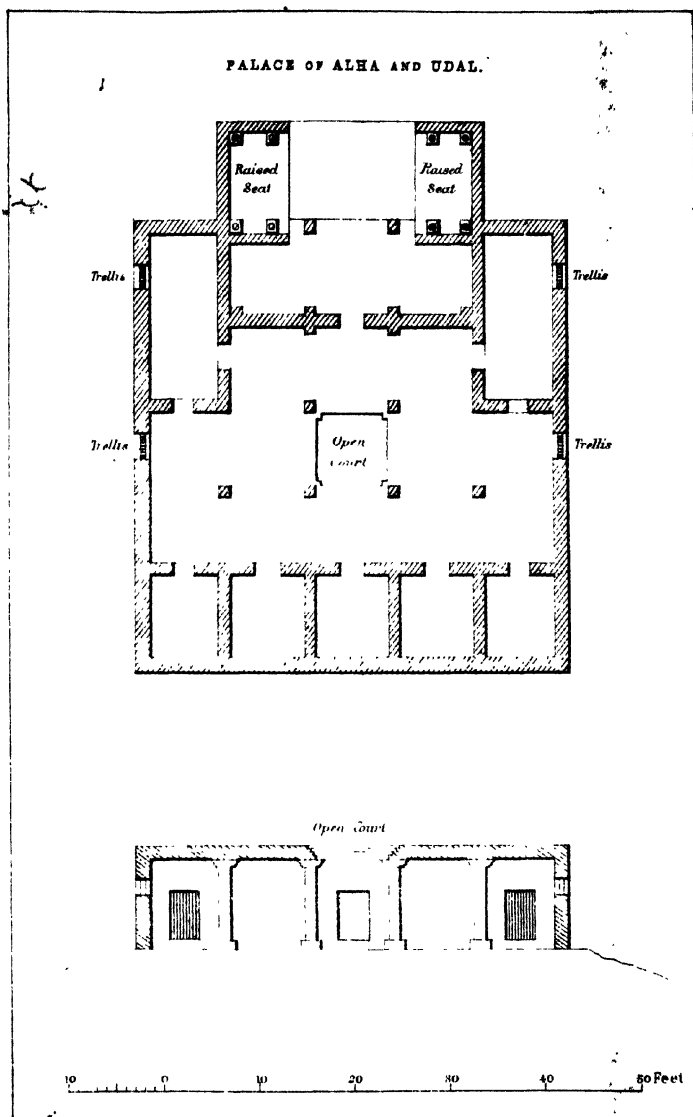 PALACE OF ALHA AND UDAL.
Raised
Seat
Raised
Seat
Trellis
Trellis
Trellis
Trellis
Open
Court
Open Court
10 0 10 20 30 40 50 Feet